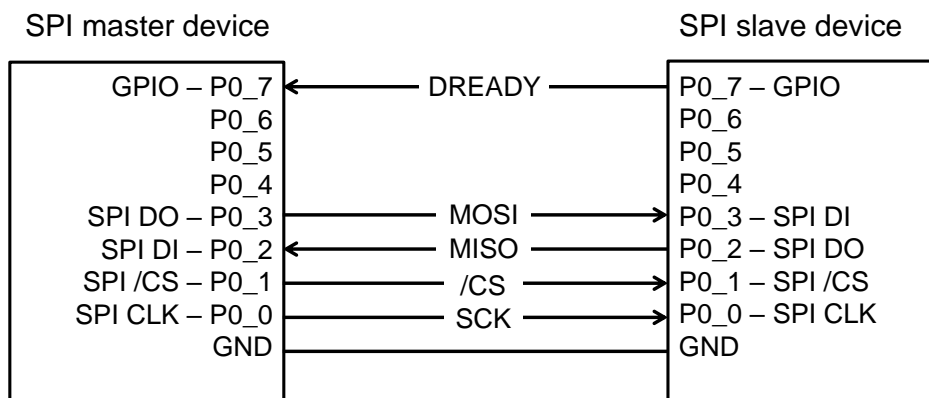 SPI master device SPI slave device
GPIO – P0_7 DREADY P0_7 – GPIO
P0_6 P0_6
P0_5 P0_5
P0_4 P0_4
SPI DO – P0_3 MOSI P0_3 – SPI DI
SPI DI – P0_2 MISO P0_2 – SPI DO
SPI /CS – P0_1 /CS P0_1 – SPI /CS
SPI CLK – P0_0 SCK P0_0 – SPI CLK
GND GND